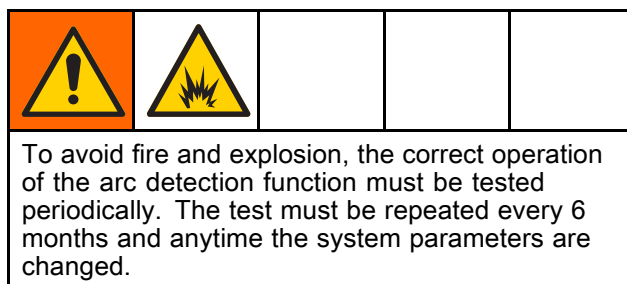 To avoid fire and explosion, the correct operation
of the arc detection function must be tested
periodically. The test must be repeated every 6
months and anytime the system parameters are
changed.